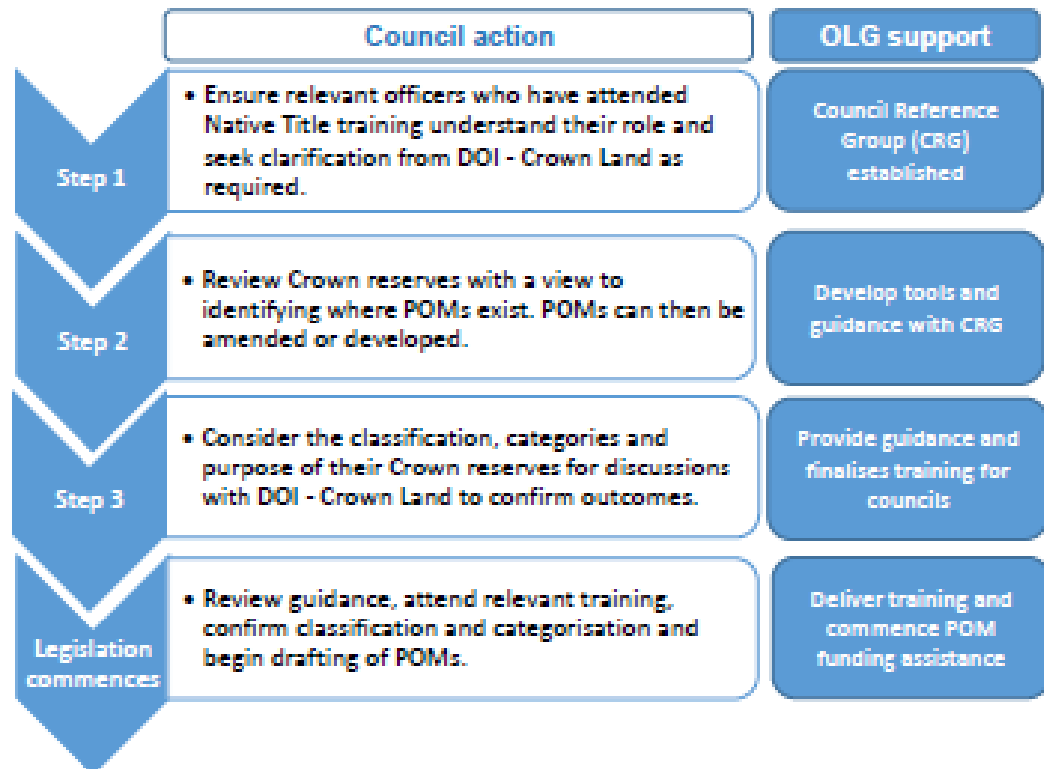 Council action
OLG support
Step 1
• Ensure relevant officers who have attended
Native Title training understand their role and
seek clarification from DOI - Crown Land as
required.
Council Reference
Group (CRG)
established
Step 2
• Review Crown reserves with a view to
identifying where POMs exist. POMs can then be
amended or developed.
Develop tools and
guidance with CRG
Step 3
• Consider the classification, categories and
purpose of their Crown reserves for discussions
with DOI - Crown Land to confirm outcomes.
Provide guidance and
finalises training for
councils
Legislation
commences
• Review guidance, attend relevant training,
confirm classification and categorisation and
begin drafting of POMs.
Deliver training and
commence POM
funding assistance